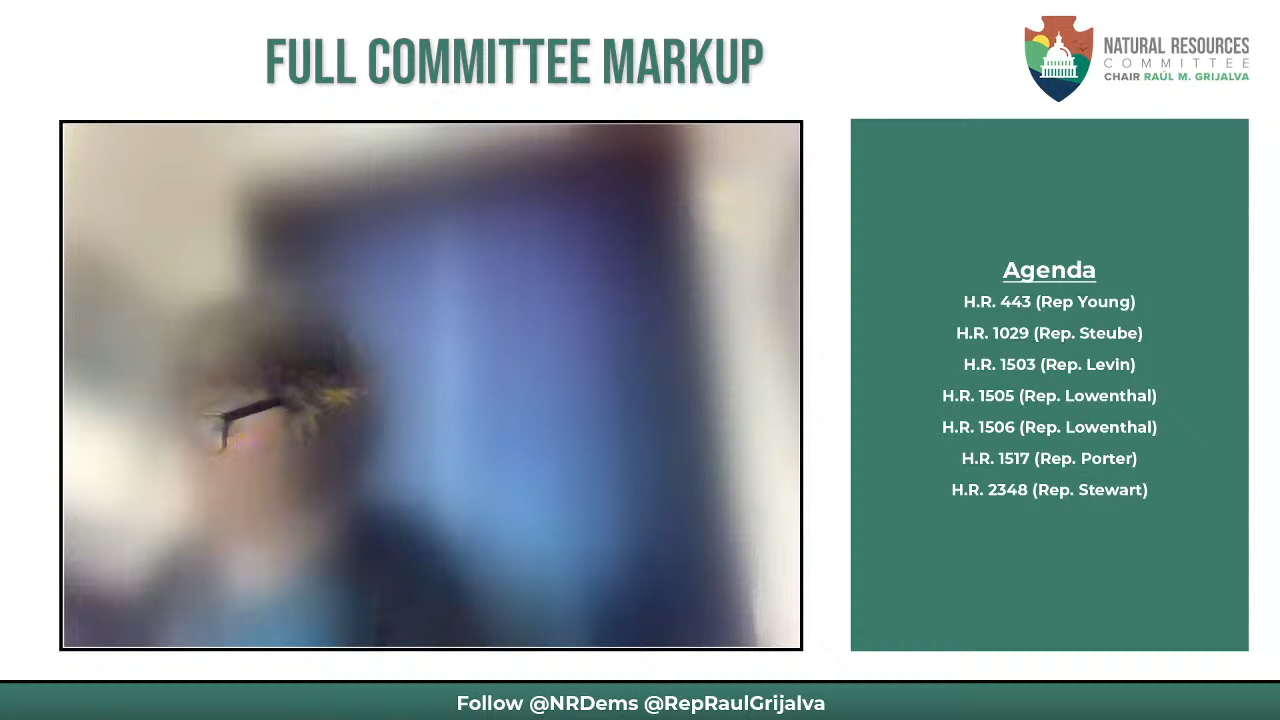 FULL COMMITTEE MARKUP
NATURAL RESOURCES
COMMITTEE
CHAIR RAÚL M. GRIJALVA
Agenda
H.R. 443 (Rep Young)
H.R. 1029 (Rep. Steube)
H.R. 1503 (Rep. Levin)
H.R. 1505 (Rep. Lowenthal)
H.R. 1506 (Rep. Lowenthal)
H.R. 1517 (Rep. Porter)
H.R. 2348 (Rep. Stewart)
Follow @NRDems @RepRaulGrijalva